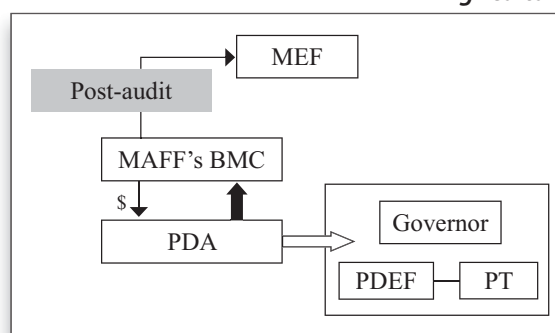 MEF
Post-audit
MAFF's BMC
$
PDA
Governor
PDEF
PT